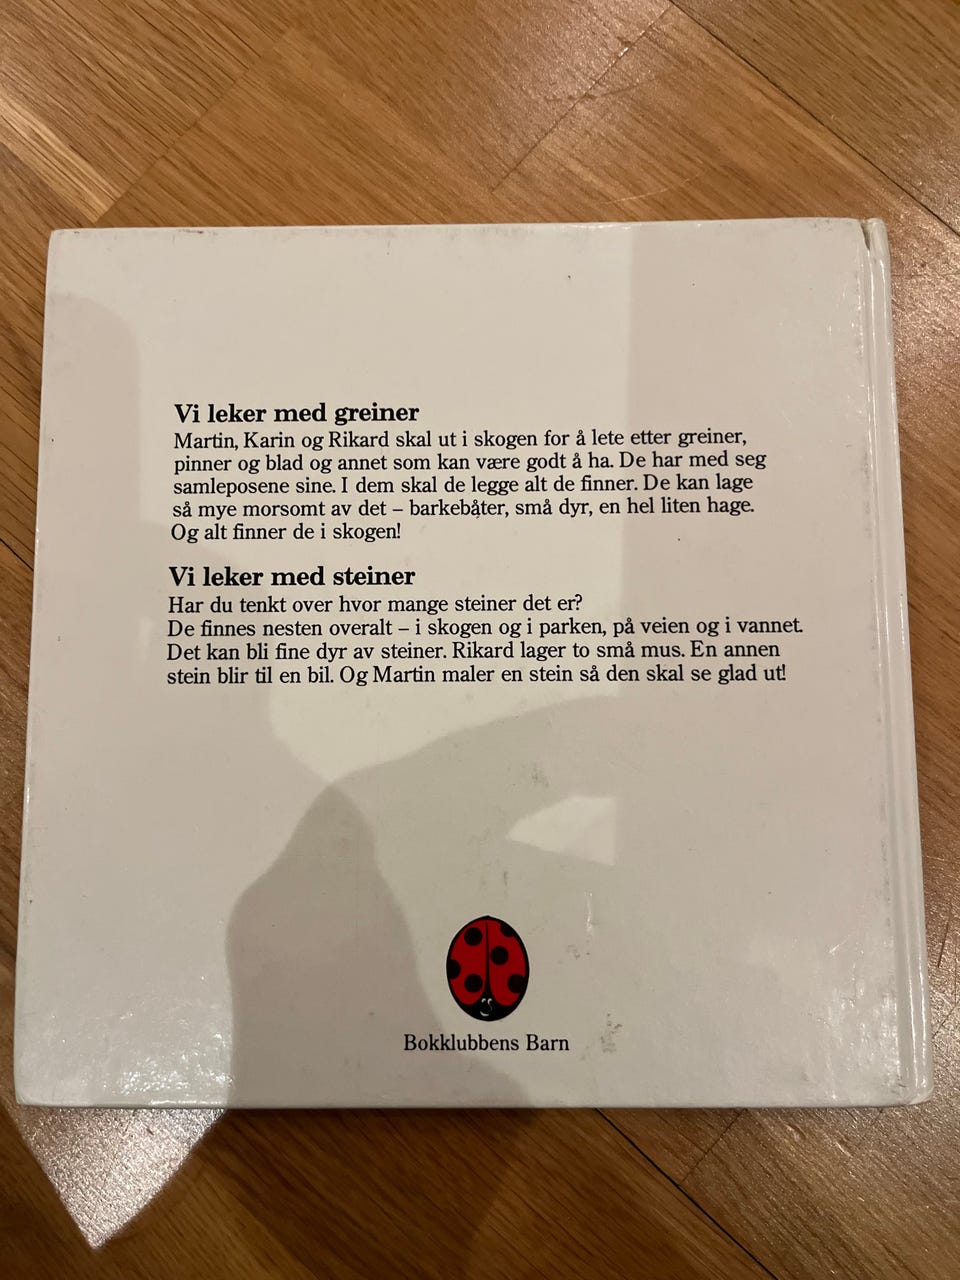 Vi leker med greiner
Martin, Karin og Rikard skal ut i skogen for å lete etter greiner,
pinner og blad og annet som kan være godt å ha. De har med seg
samleposene sine. I dem skal de legge alt de finner. De kan lage
så mye morsomt av det – barkebåter, små dyr, en hel liten hage.
Og alt finner de i skogen!
Vi leker med steiner
Har du tenkt over hvor mange steiner det er?
De finnes nesten overalt – i skogen og i parken, på veien og i vannet.
Det kan bli fine dyr av steiner. Rikard lager to små mus. En annen
stein blir til en bil. Og Martin maler en stein så den skal se glad ut!
Bokklubbens Barn